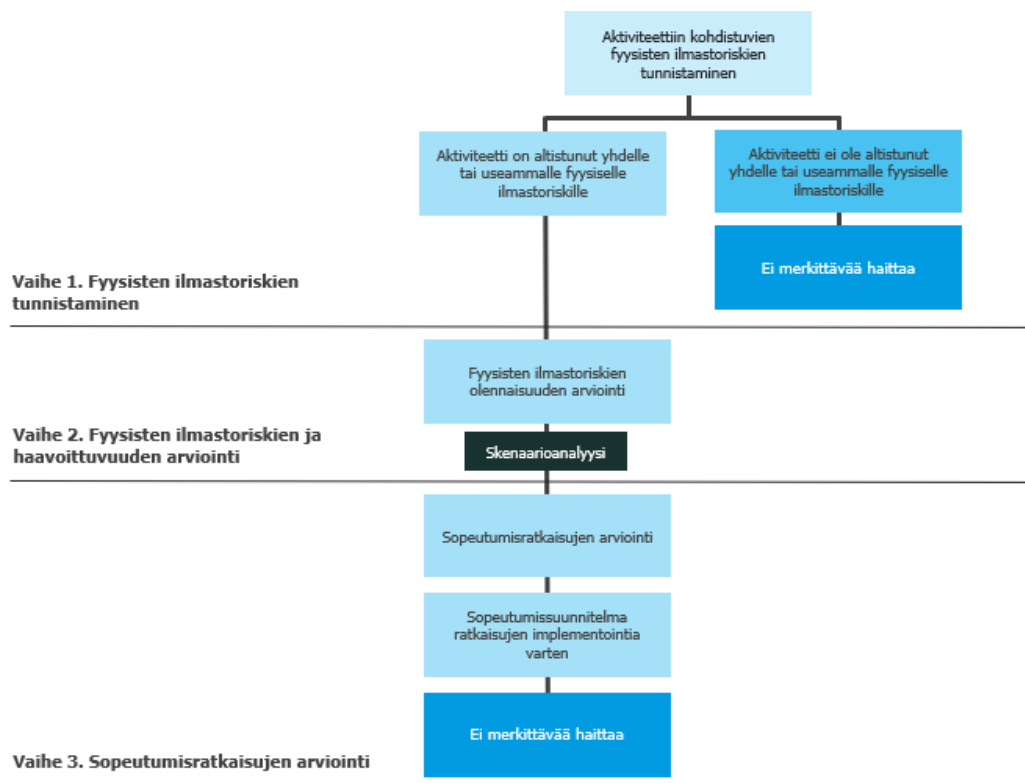 Aktiviteettiin kohdistuvien
fyysisten ilmastoriskien
tunnistaminen
Aktiviteetti on altistunut yhdelle
tai useammalle fyysiselle
ilmastoriskille
Aktiviteetti ei ole altistunut
yhdelle tai useammalle fyysiselle
ilmastoriskille
Ei merkittävää haittaa
Vaihe 1. Fyysisten ilmastoriskien
tunnistaminen
Fyysisten ilmastoriskien
olennaisuuden arviointi
Vaihe 2. Fyysisten ilmastoriskien ja
haavoittuvuuden arviointi
Skenaarioanalyysi
Sopeutumisratkaisujen arviointi
Sopeutumissuunnitelma
ratkaisujen implementointia
varten
Ei merkittävää haittaa
Vaihe 3. Sopeutumisratkaisujen arviointi